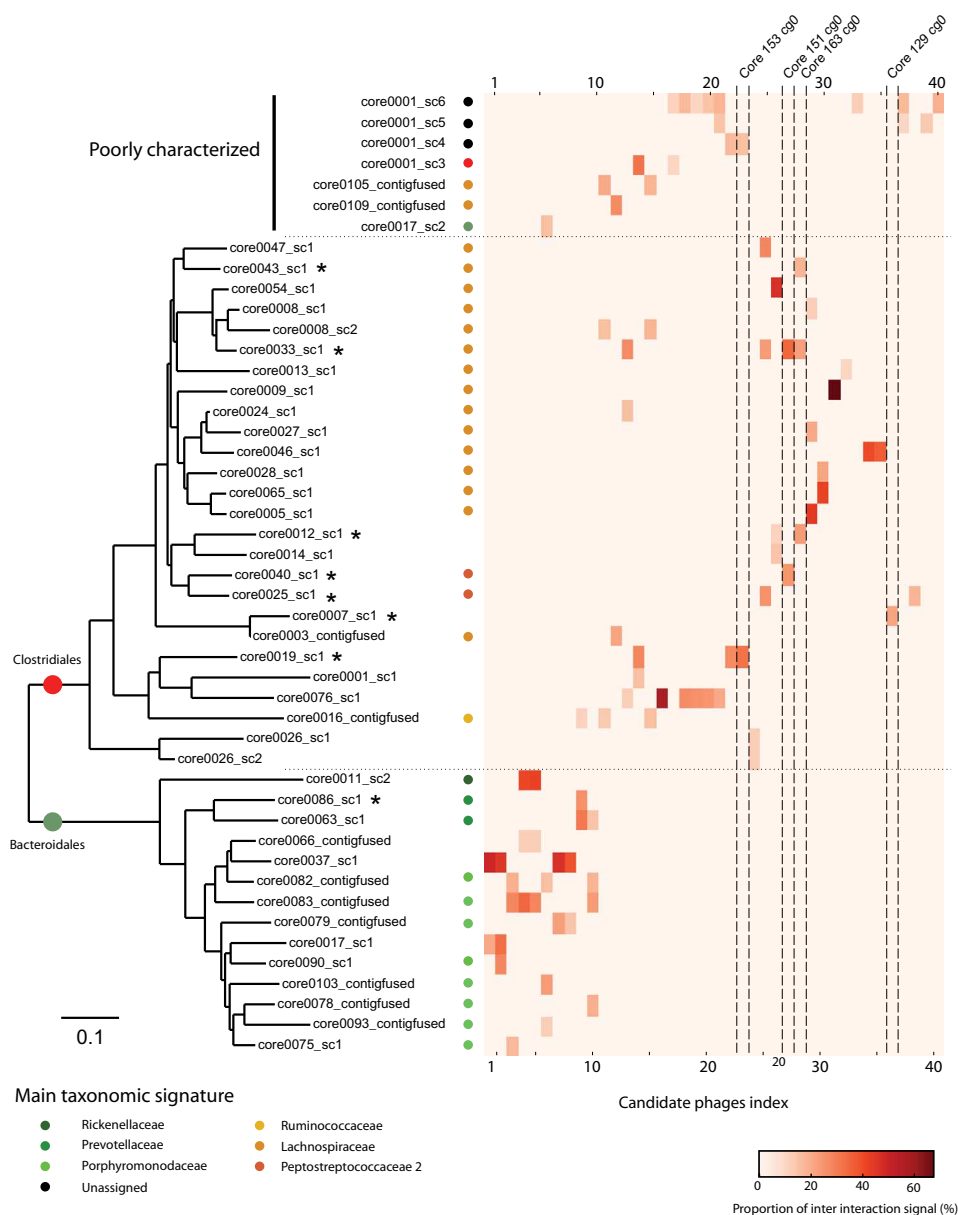 Core 153 cg0
Core 151 cg0
Core 163 cg0
Core 129 cg0
1 10 20 30 40
Poorly characterized
core0001_sc6
core0001_sc5
core0001_sc4
core0001_sc3
core0105_contigfused
core0109_contigfused
core0017_sc2
core0047_sc1
core0043_sc1 *
core0054_sc1
core0008_sc1
core0008_sc2
core0033_sc1 *
core0013_sc1
core0009_sc1
core0024_sc1
core0027_sc1
core0046_sc1
core0028_sc1
core0065_sc1
core0005_sc1
core0012_sc1 *
core0014_sc1
core0040_sc1 *
core0025_sc1 *
core0007_sc1 *
core0003_contigfused
core0019_sc1 *
Clostridiales
core0001_sc1
core0076_sc1
core0016_contigfused
core0026_sc1
core0026_sc2
core0011_sc2
core0086_sc1 *
core0063_sc1
Bacteroidales
core0066_contigfused
core0037_sc1
core0082_contigfused
core0083_contigfused
core0079_contigfused
core0017_sc1
core0090_sc1
core0103_contigfused
core0078_contigfused
core0093_contigfused
core0075_sc1
0.1
1 10 20 20 30 40
Candidate phages index
Main taxonomic signature
Rickenellaceae
Prevotellaceae
Porphyromonodaceae
Unassigned
Ruminococcaceae
Lachnospiraceae
Peptostreptococcaceae 2
0 20 40 60
Proportion of inter interaction signal (%)